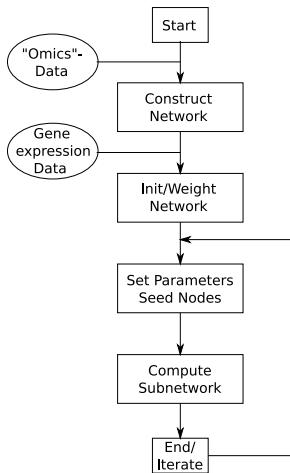 Start
"Omics"-
Data
Construct
Network
Gene
expression
Data
Init/Weight
Network
Set Parameters
Seed Nodes
Compute
Subnetwork
End/
Iterate